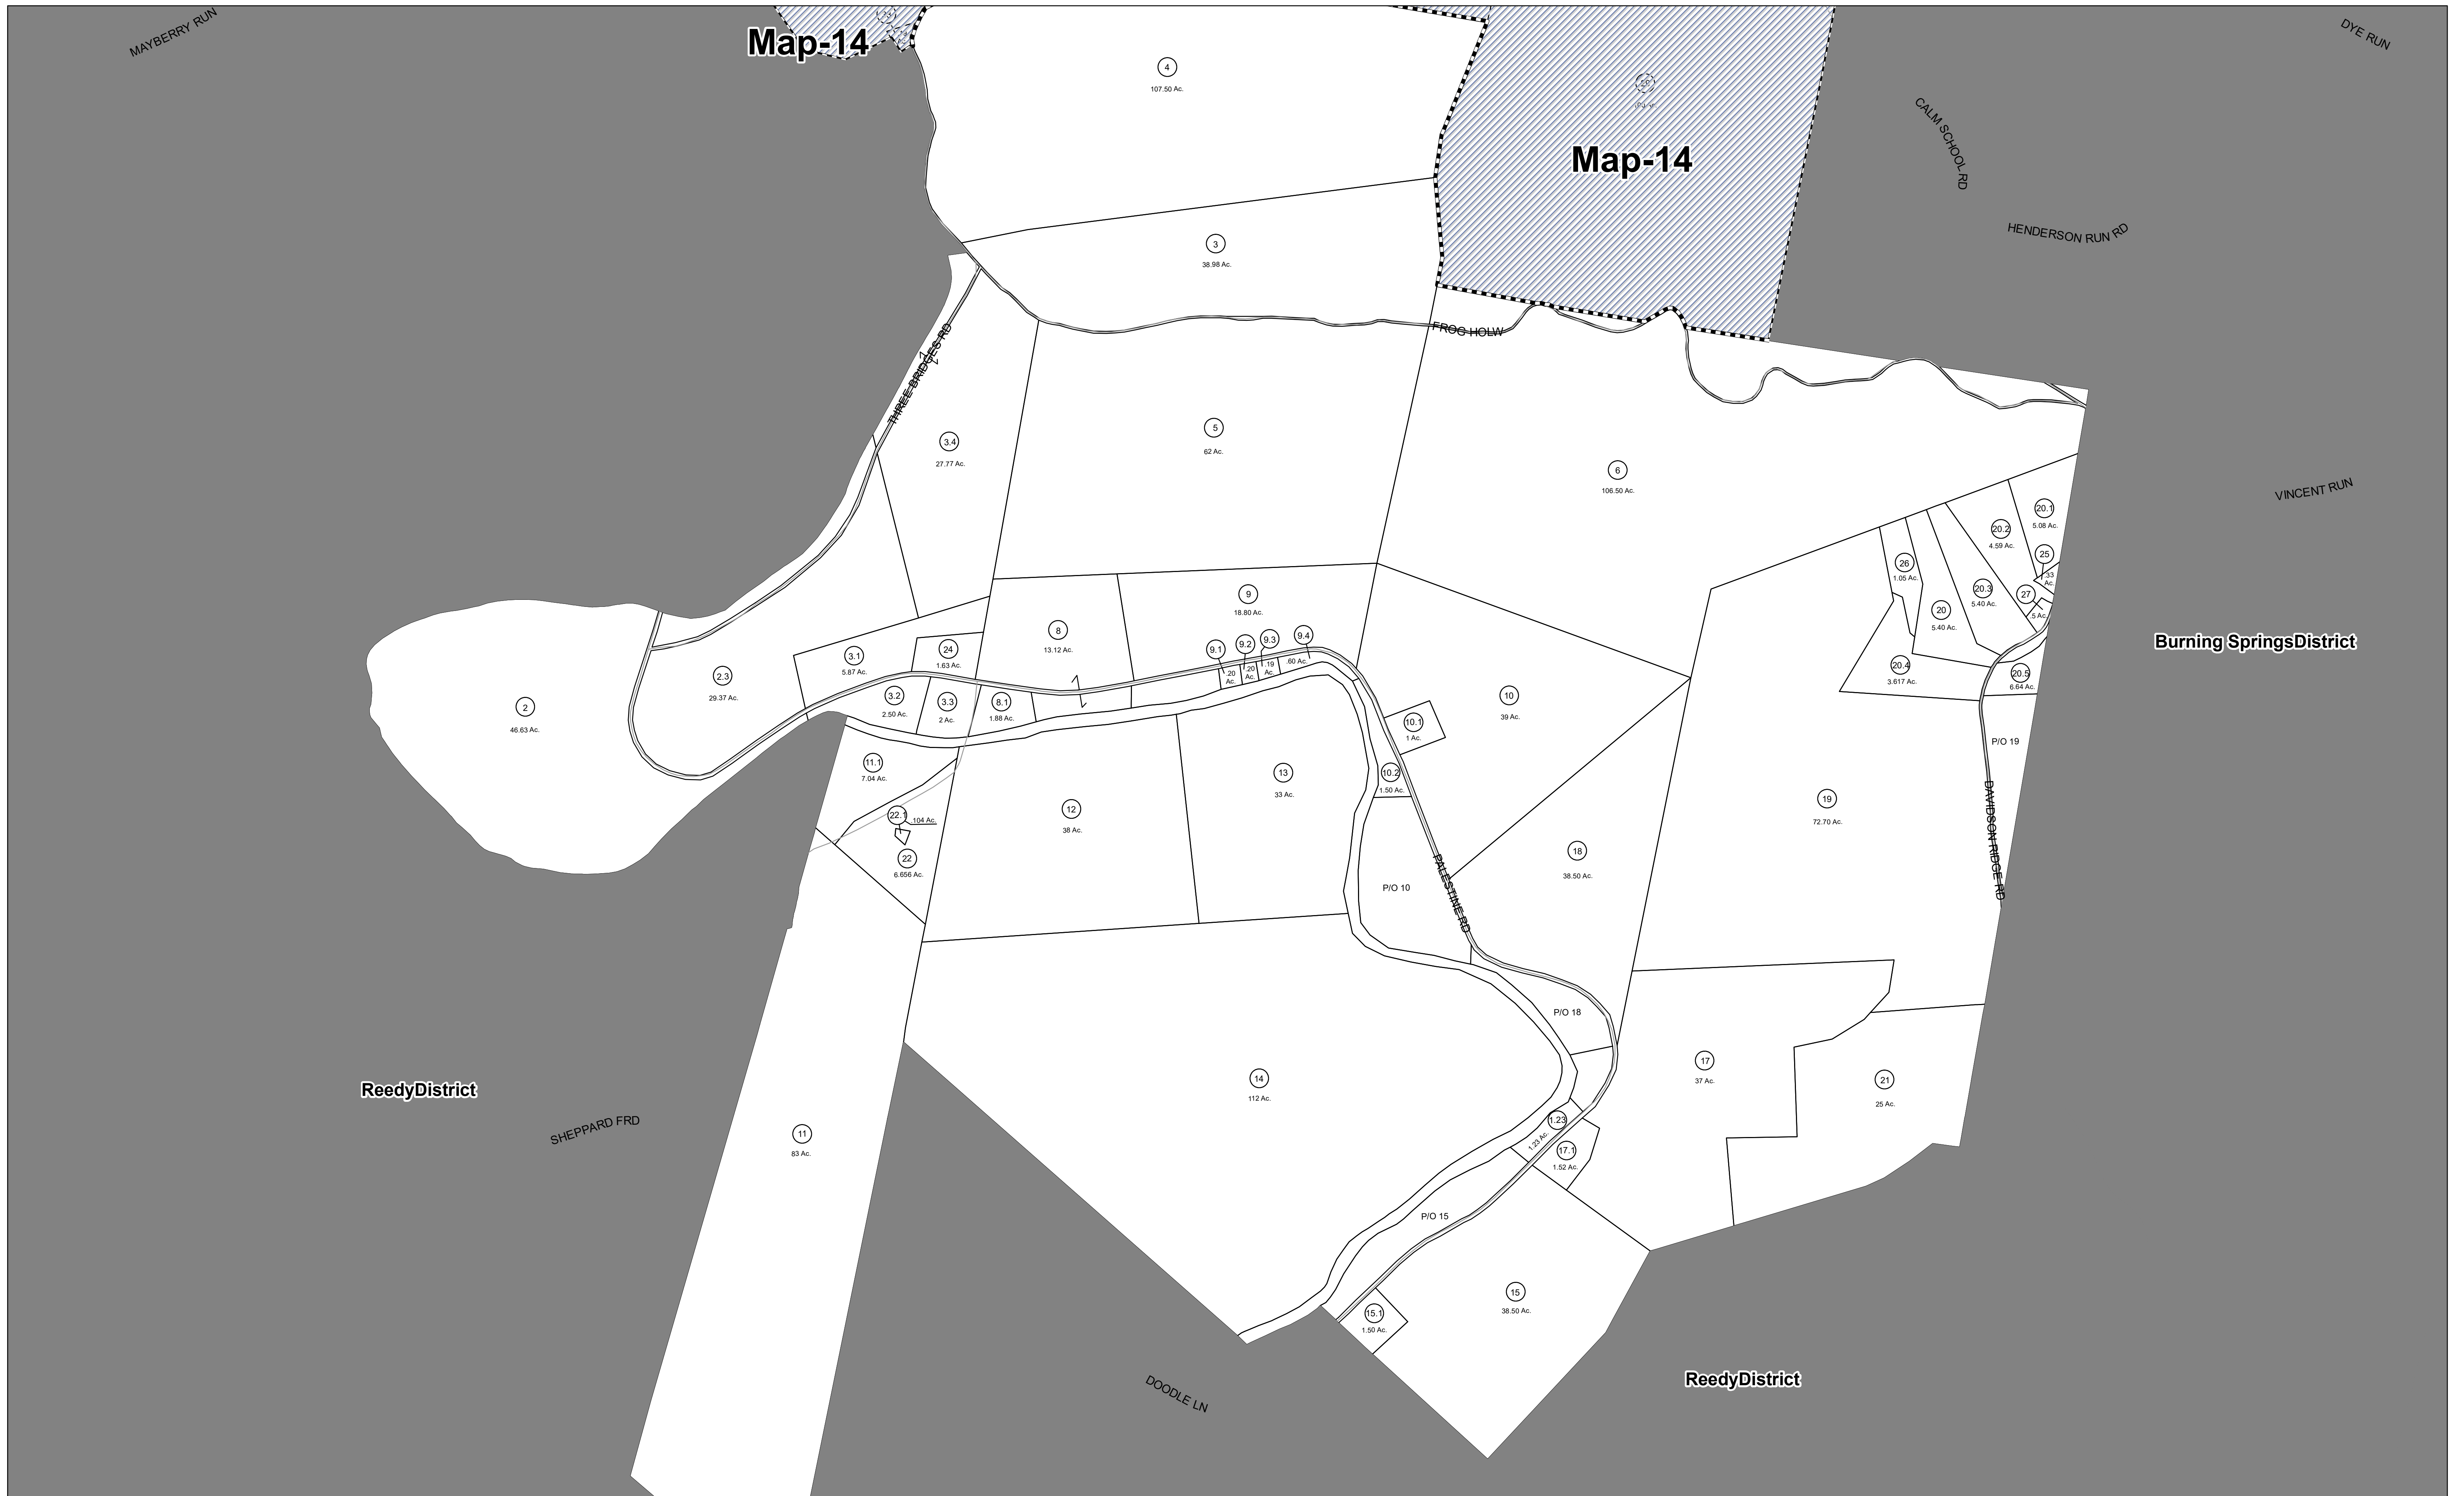 MAYBERRY RUN
Map-14
DYE RUN
4
107.50 Ac.
CALM SCHOOL RD
Map-14
HENDERSON RUN RD
3
38.98 Ac.
THREE BRIDGES RD
FROG HOLW
5
62 Ac.
3.4
27.77 Ac.
6
106.50 Ac.
VINCENT RUN
20.1
5.08 Ac.
20.2
4.59 Ac.
25
.33
Ac.
26
1.05 Ac.
20.3
5.40 Ac.
27
.5 Ac.
20
5.40 Ac.
9
18.80 Ac.
8
13.12 Ac.
9.1
.20
Ac.
9.2
.20
Ac.
9.3
.19
Ac.
9.4
.60 Ac.
Burning SpringsDistrict
24
1.63 Ac.
3.1
5.87 Ac.
20.4
3.617 Ac.
20.5
6.64 Ac.
2.3
29.37 Ac.
3.2
2.50 Ac.
3.3
2 Ac.
8.1
1.88 Ac.
10
39 Ac.
2
46.63 Ac.
10.1
1 Ac.
P/O 19
11.1
7.04 Ac.
13
33 Ac.
10.2
1.50 Ac.
DAVIDSON RIDGE RD
19
72.70 Ac.
12
38 Ac.
22.1
.104 Ac.
22
6.656 Ac.
18
38.50 Ac.
P/O 10
PALESTINE RD
P/O 18
17
37 Ac.
14
112 Ac.
21
25 Ac.
ReedyDistrict
SHEPPARD FRD
11
83 Ac.
1.23
1.23 Ac.
17.1
1.52 Ac.
P/O 15
15
38.50 Ac.
15.1
1.50 Ac.
ReedyDistrict
DOODLE LN